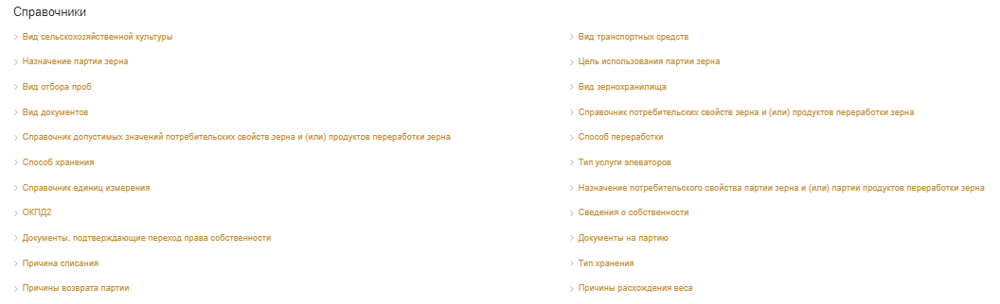 Справочники
Вид сельскохозяйственной культуры
Вид транспортных средств
Назначение партии зерна
Цель использования партии зерна
Вид отбора проб
Вид зернохранилища
Вид документов
Справочник потребительских свойств зерна и (или) продуктов переработки зерна
Справочник допустимых значений потребительских свойств зерна и (или) продуктов переработки зерна
Способ переработки
Способ хранения
Тип услуги элеваторов
Справочник единиц измерения
Назначение потребительского свойства партии зерна и (или) партии продуктов переработки зерна
ОКПД2
Сведения о собственности
Документы, подтверждающие переход права собственности
Документы на партию
Причина списания
Тип хранения
Причины возврата партии
Причины расхождения веса